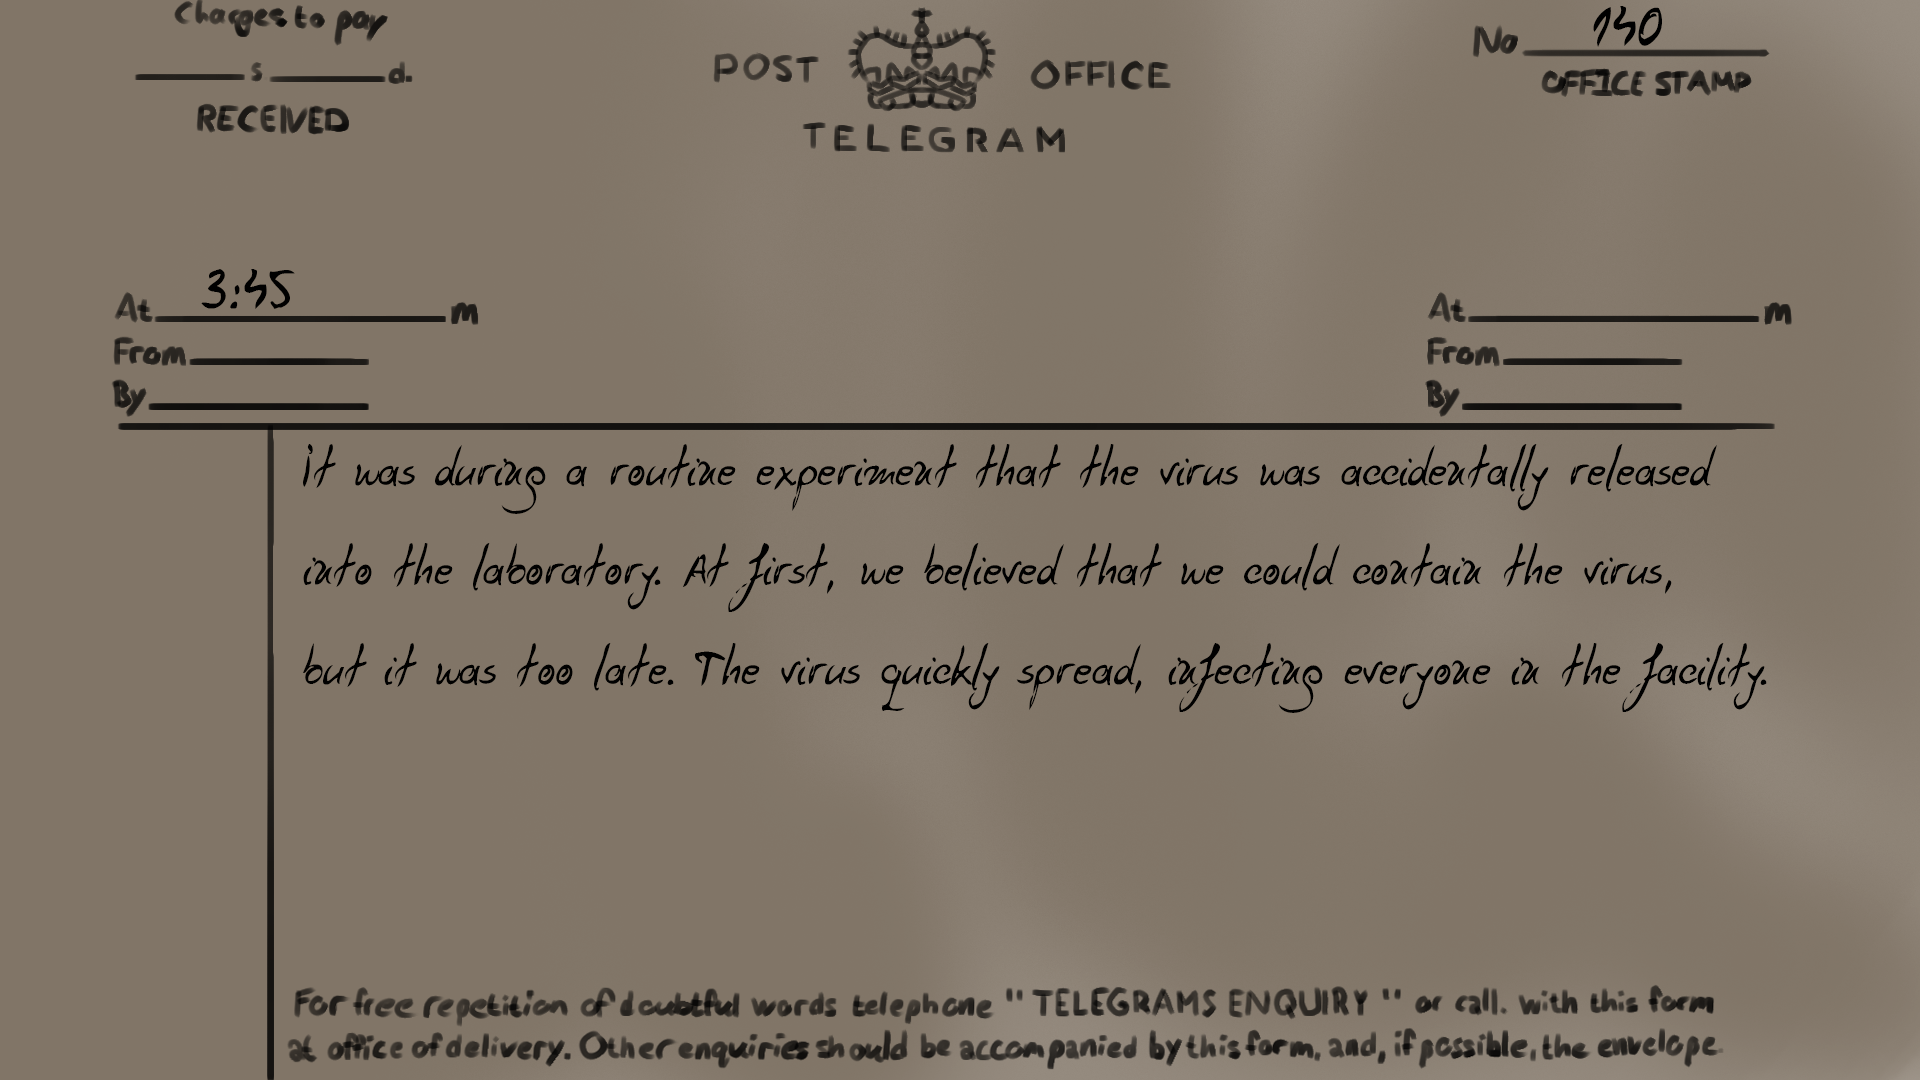 Charges to pay
s d.
RECEIVED
POST OFFICE
TELEGRAM
No 140
OFFICE STAMP
At 3:45 m
From
By
At m
From
By
it was during a routine experiment that the virus was accidentally released
into the laboratory. At first, we believed that we could contain the virus,
but it was too late. The virus quickly spread, infecting everyone in the facility.
For free repetition of doubtful words telephone "TELEGRAMS ENQUIRY" or call. with this form
at office of delivery. Other enquiries should be accompanied by this form, and, if possible, the envelope.